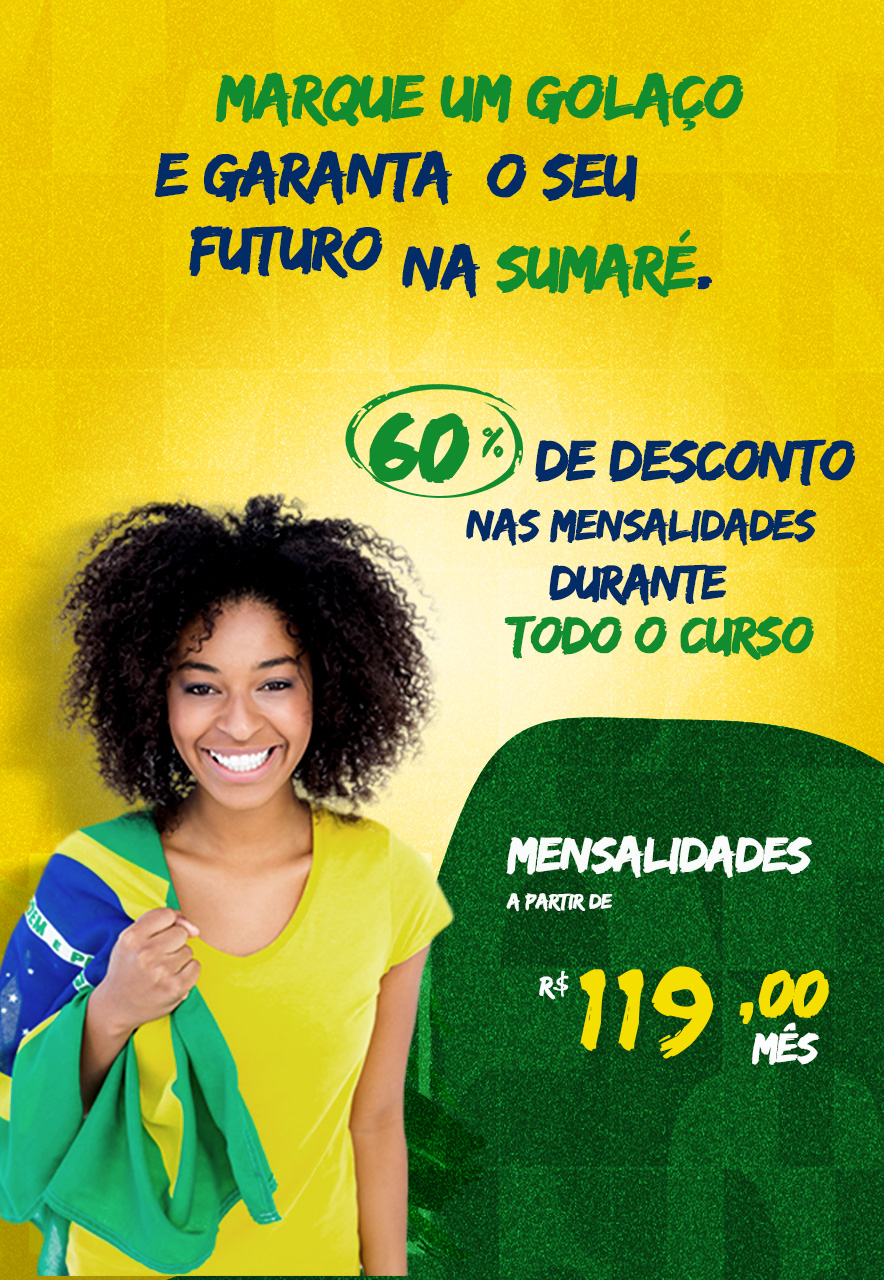 MARQUE UM GOLAÇO
E GARANTA O SEU
FUTURO NA SUMARÉ.
60% DE DESCONTO
NAS MENSALIDADES
DURANTE
TODO O CURSO
MENSALIDADES
A PARTIR DE
R$ 119,00
MÊS